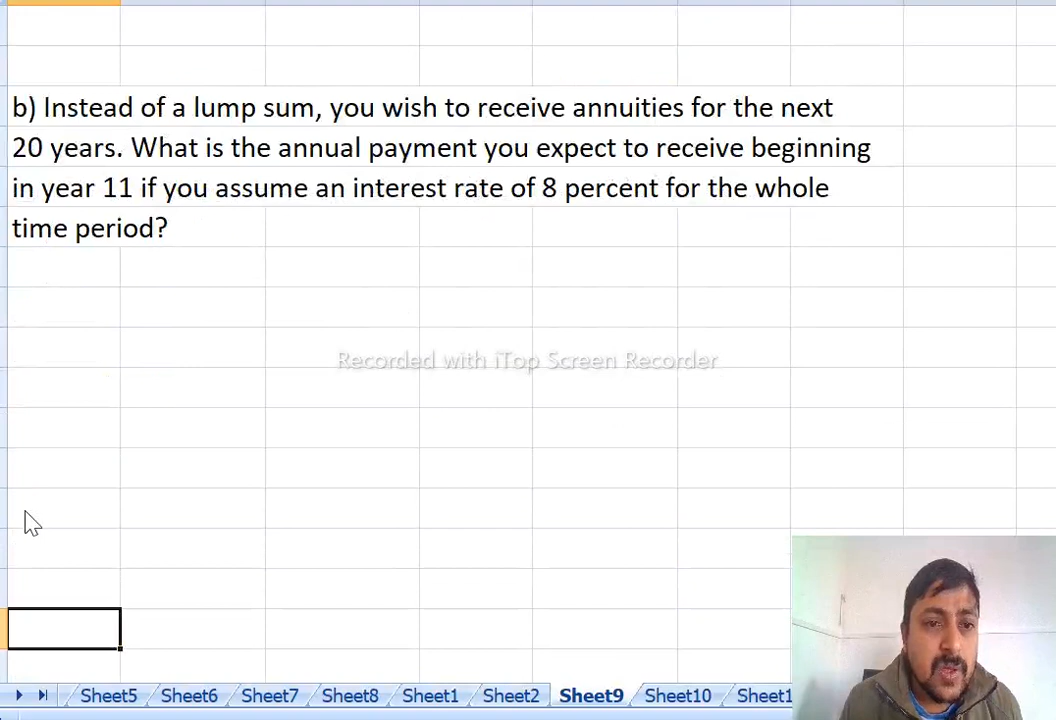 b) Instead of a lump sum, you wish to receive annuities for the next
20 years. What is the annual payment you expect to receive beginning
in year 11 if you assume an interest rate of 8 percent for the whole
time period?
Recorded with iTop Screen Recorder
Sheet5 Sheet6 Sheet7 Sheet8 Sheet1 Sheet2 Sheet9 Sheet10 Sheet1